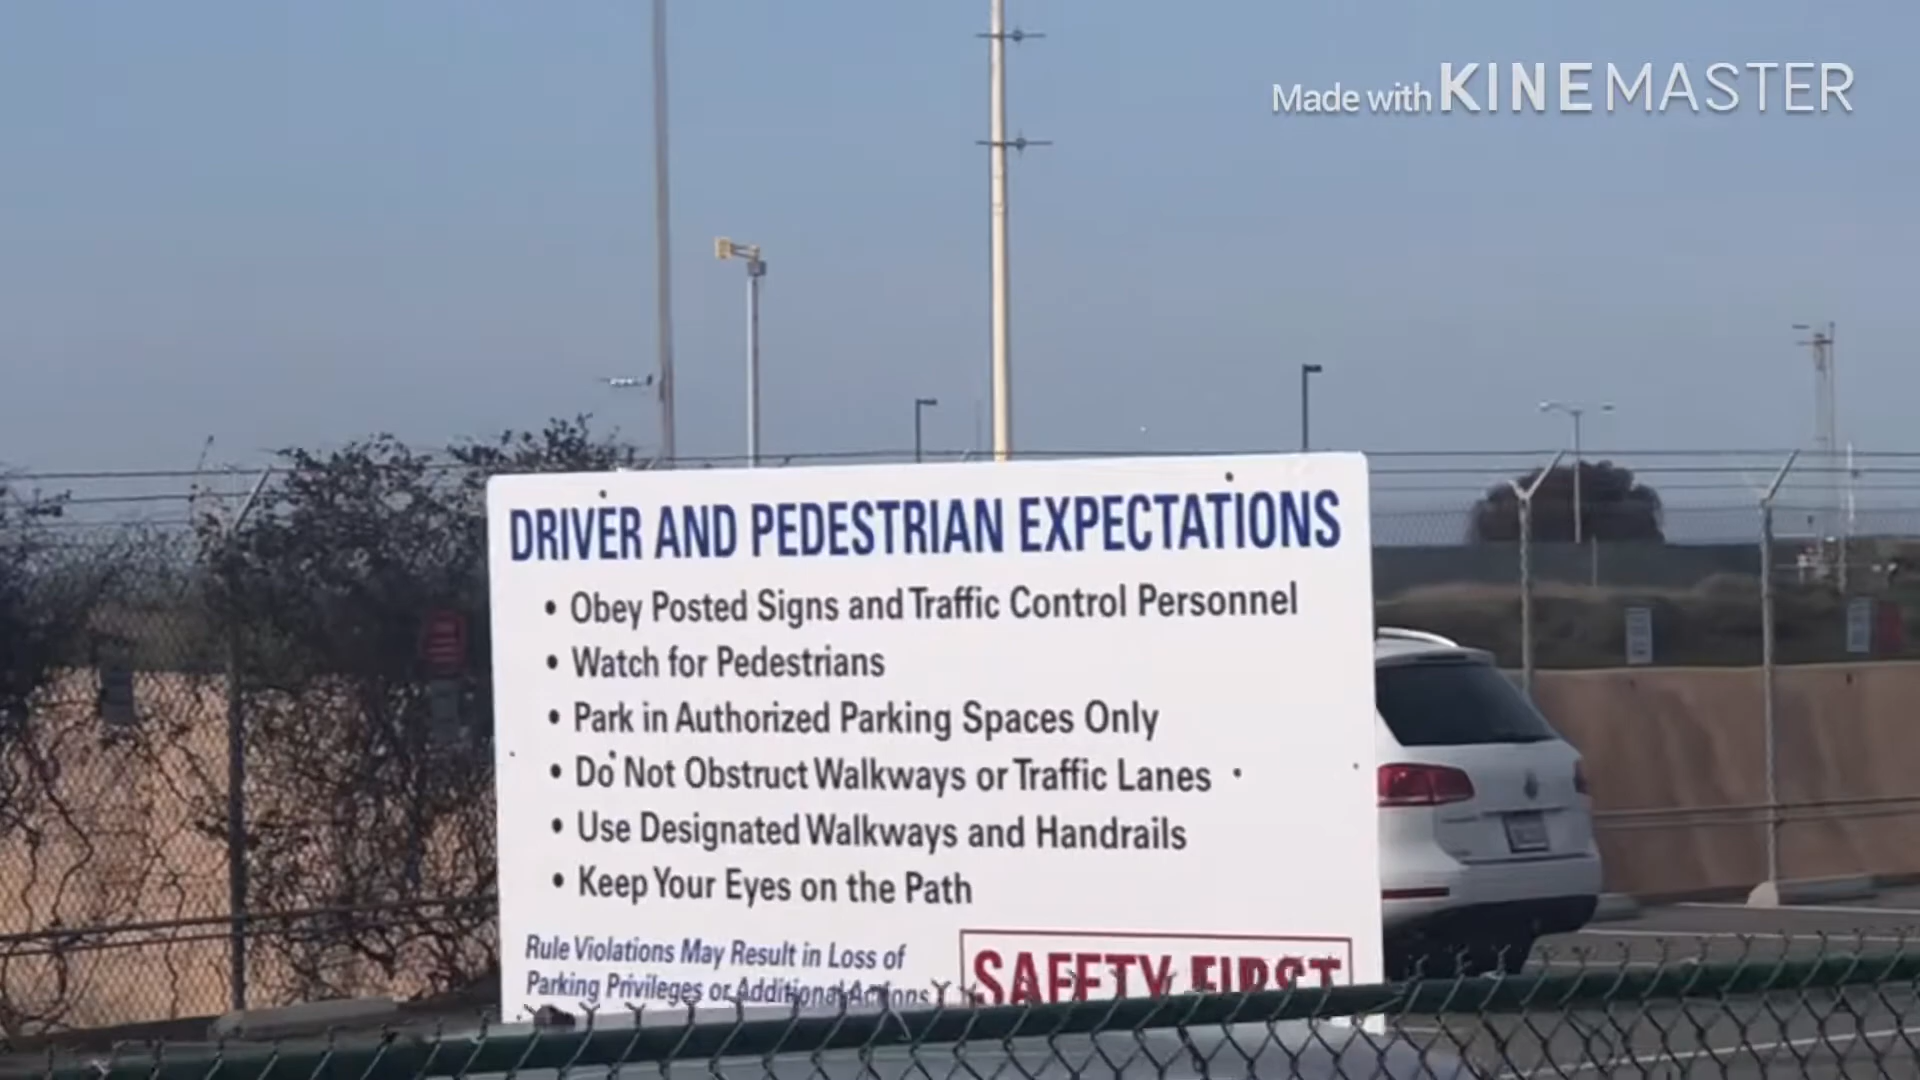 Made with KINEMASTER
DRIVER AND PEDESTRIAN EXPECTATIONS
• Obey Posted Signs and Traffic Control Personnel
• Watch for Pedestrians
• Park in Authorized Parking Spaces Only
• Do Not Obstruct Walkways or Traffic Lanes
• Use Designated Walkways and Handrails
• Keep Your Eyes on the Path
Rule Violations May Result in Loss of
Parking Privileges or Additional Actions
SAFETY FIRST